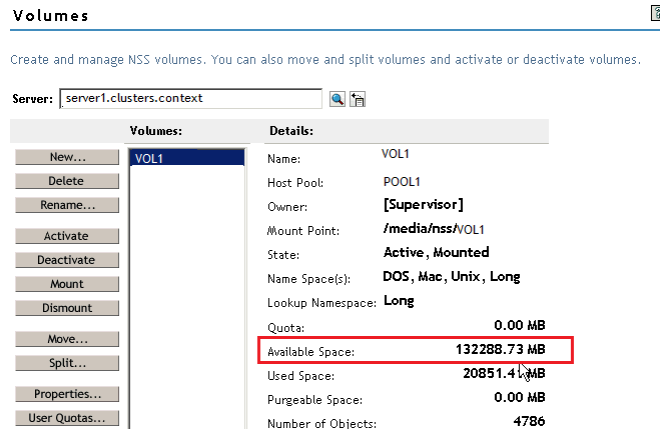 Volumes
Create and manage NSS volumes. You can also move and split volumes and activate or deactivate volumes.
Server: server1.clusters.context
Volumes: Details:
New...
Delete
Rename...
Activate
Deactivate
Mount
Dismount
Move...
Split...
Properties...
User Quotas...
VOL1
Name: VOL1
Host Pool: POOL1
Owner: [Supervisor]
Mount Point: /media/nss/VOL1
State: Active, Mounted
Name Space(s): DOS, Mac, Unix, Long
Lookup Namespace: Long
Quota: 0.00 MB
Available Space: 132288.73 MB
Used Space: 20851.41 MB
Purgeable Space: 0.00 MB
Number of Objects: 4786